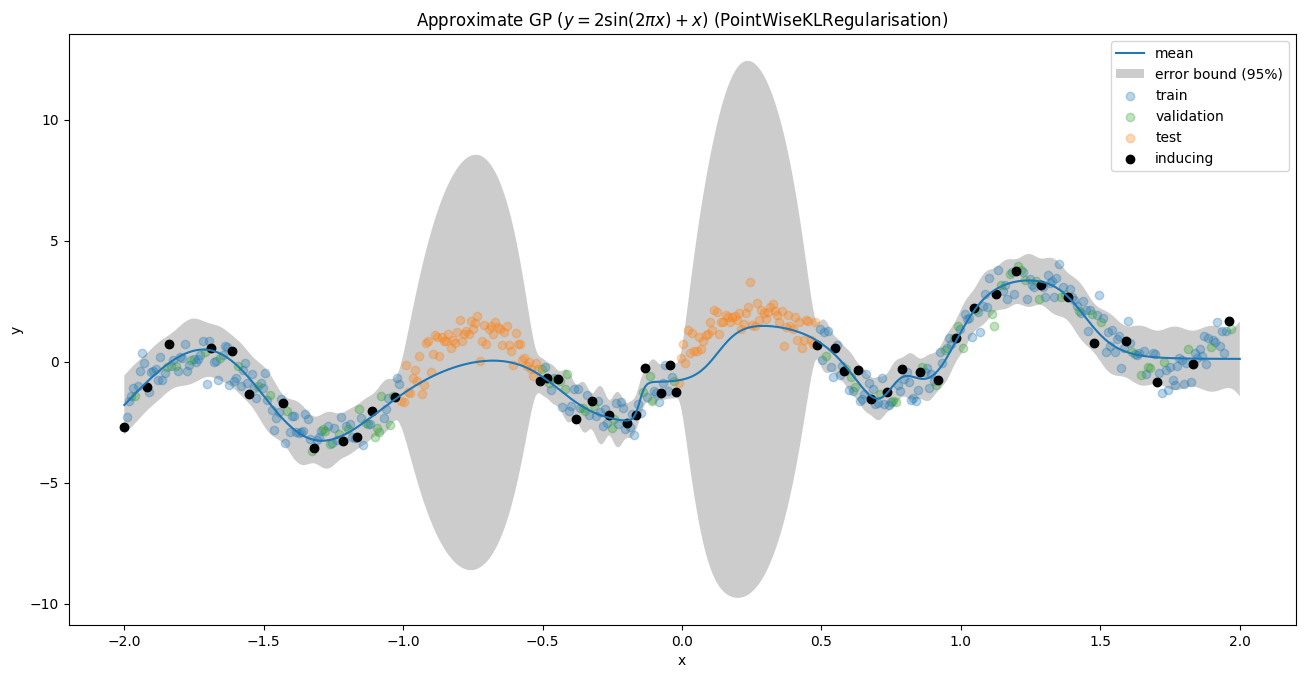 Approximate GP (y = 2sin(2πx) + x) (PointWiseKLRegularisation)
mean
error bound (95%)
train
validation
test
inducing
10
5
0
−5
−10
y
−2.0 −1.5 −1.0 −0.5 0.0 0.5 1.0 1.5 2.0
x